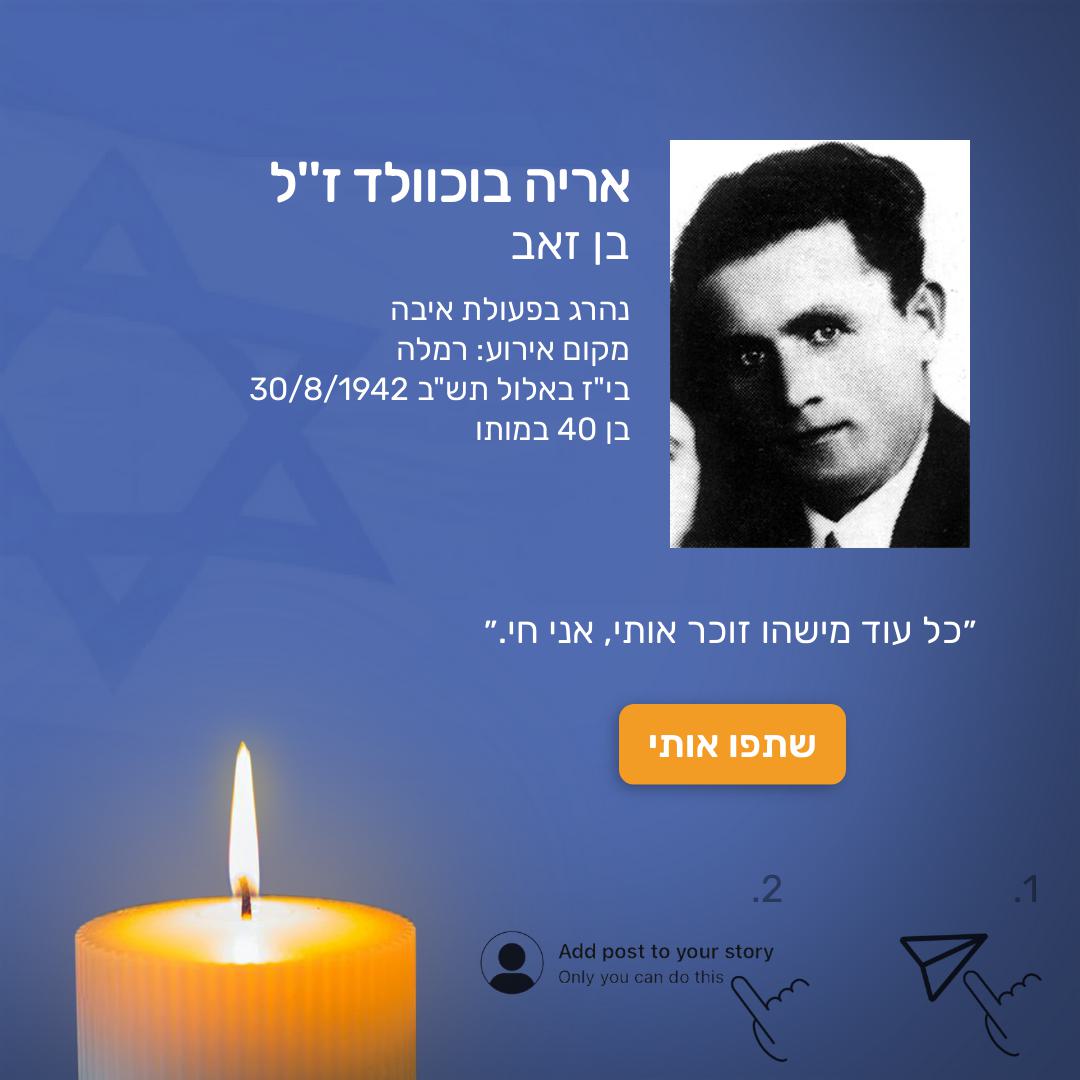 אריה בוכוולד ז"ל
בן זאב
נהרג בפעולת איבה
מקום אירוע: רמלה
בי"ז באלול תש"ב 30/8/1942
בן 40 במותו
״כל עוד מישהו זוכר אותי, אני חי.״
שתפו אותי
1.
2.
Add post to your story
Only you can do this